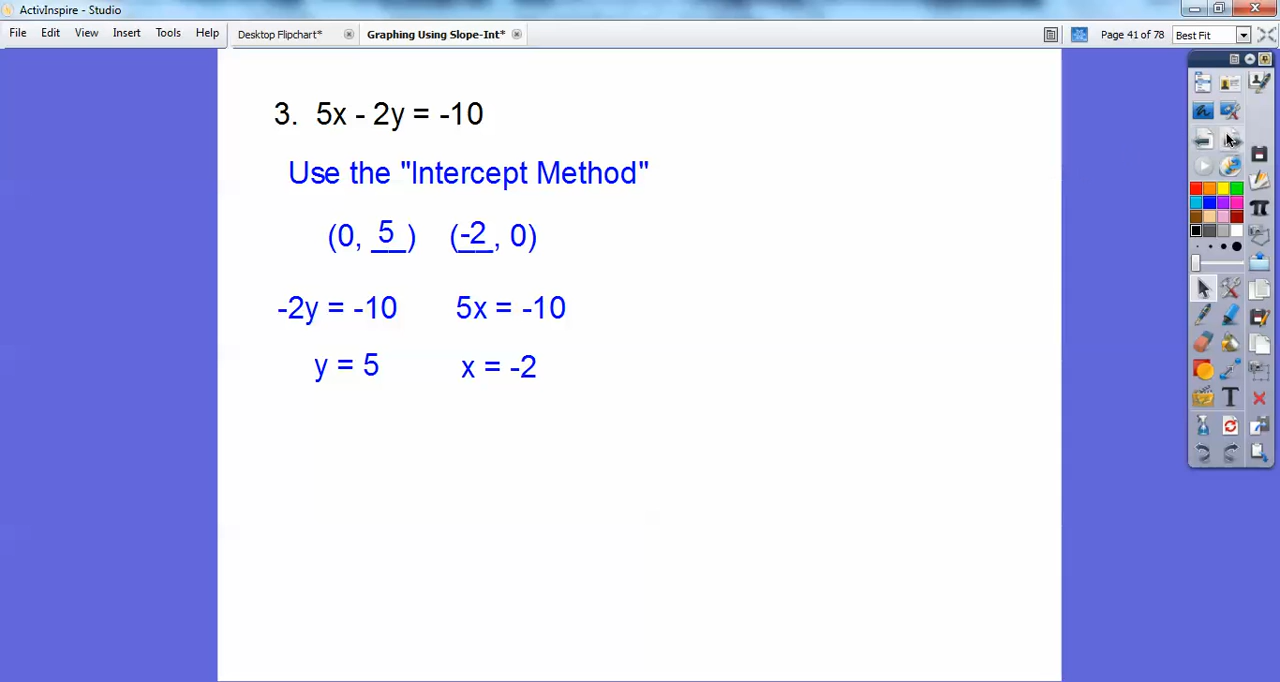 ActivInspire - Studio
File Edit View Insert Tools Help Desktop Flipchart* Graphing Using Slope-Int* Page 41 of 78 Best Fit
3. 5x - 2y = -10
Use the "Intercept Method"
(0, 5) (-2, 0)
-2y = -10 5x = -10
y = 5 x = -2